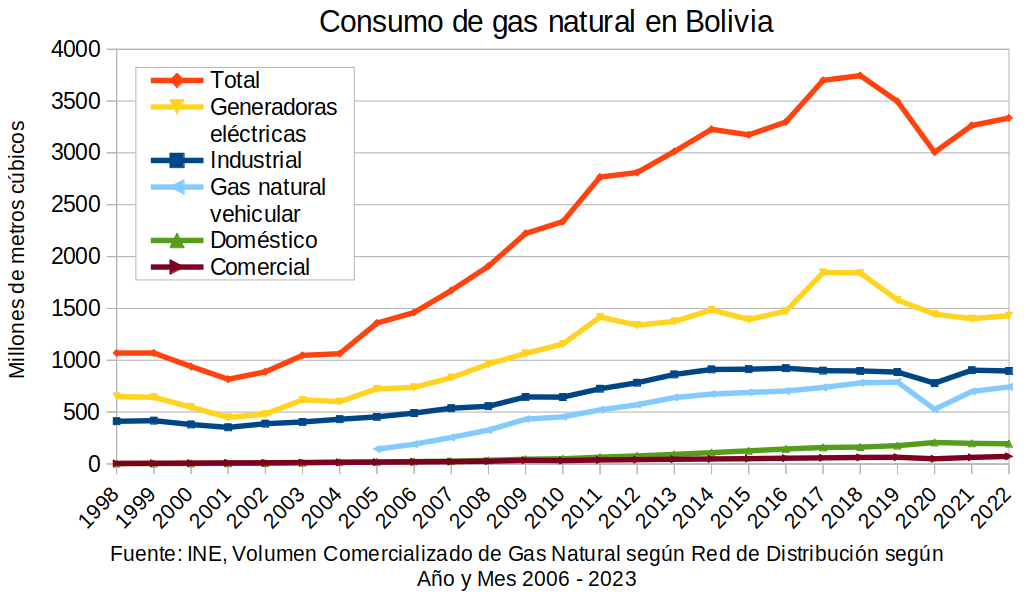 Consumo de gas natural en Bolivia
Millones de metros cúbicos
4000
3500
3000
2500
2000
1500
1000
500
0
Total
Generadoras
eléctricas
Industrial
Gas natural
vehicular
Doméstico
Comercial
1998
1999
2000
2001
2002
2003
2004
2005
2006
2007
2008
2009
2010
2011
2012
2013
2014
2015
2016
2017
2018
2019
2020
2021
2022
Fuente: INE, Volumen Comercializado de Gas Natural según Red de Distribución según
Año y Mes 2006 - 2023